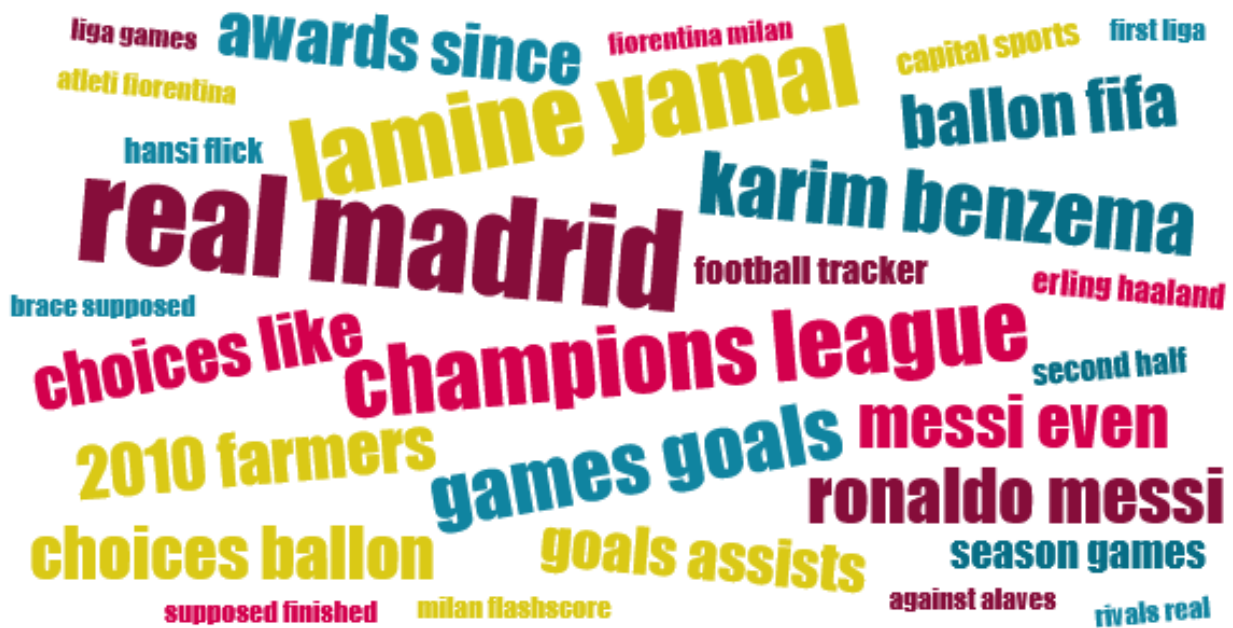 liga games
awards since
fiorentina milan
capital sports
first liga
atleti fiorentina
lamine yamal
ballon fifa
hansi flick
real madrid
karim benzema
football tracker
erling haaland
brace supposed
choices like
champions league
second half
2010 farmers
games goals
messi even
ronaldo messi
choices ballon
goals assists
season games
supposed finished
milan flashscore
against alaves
rivals real